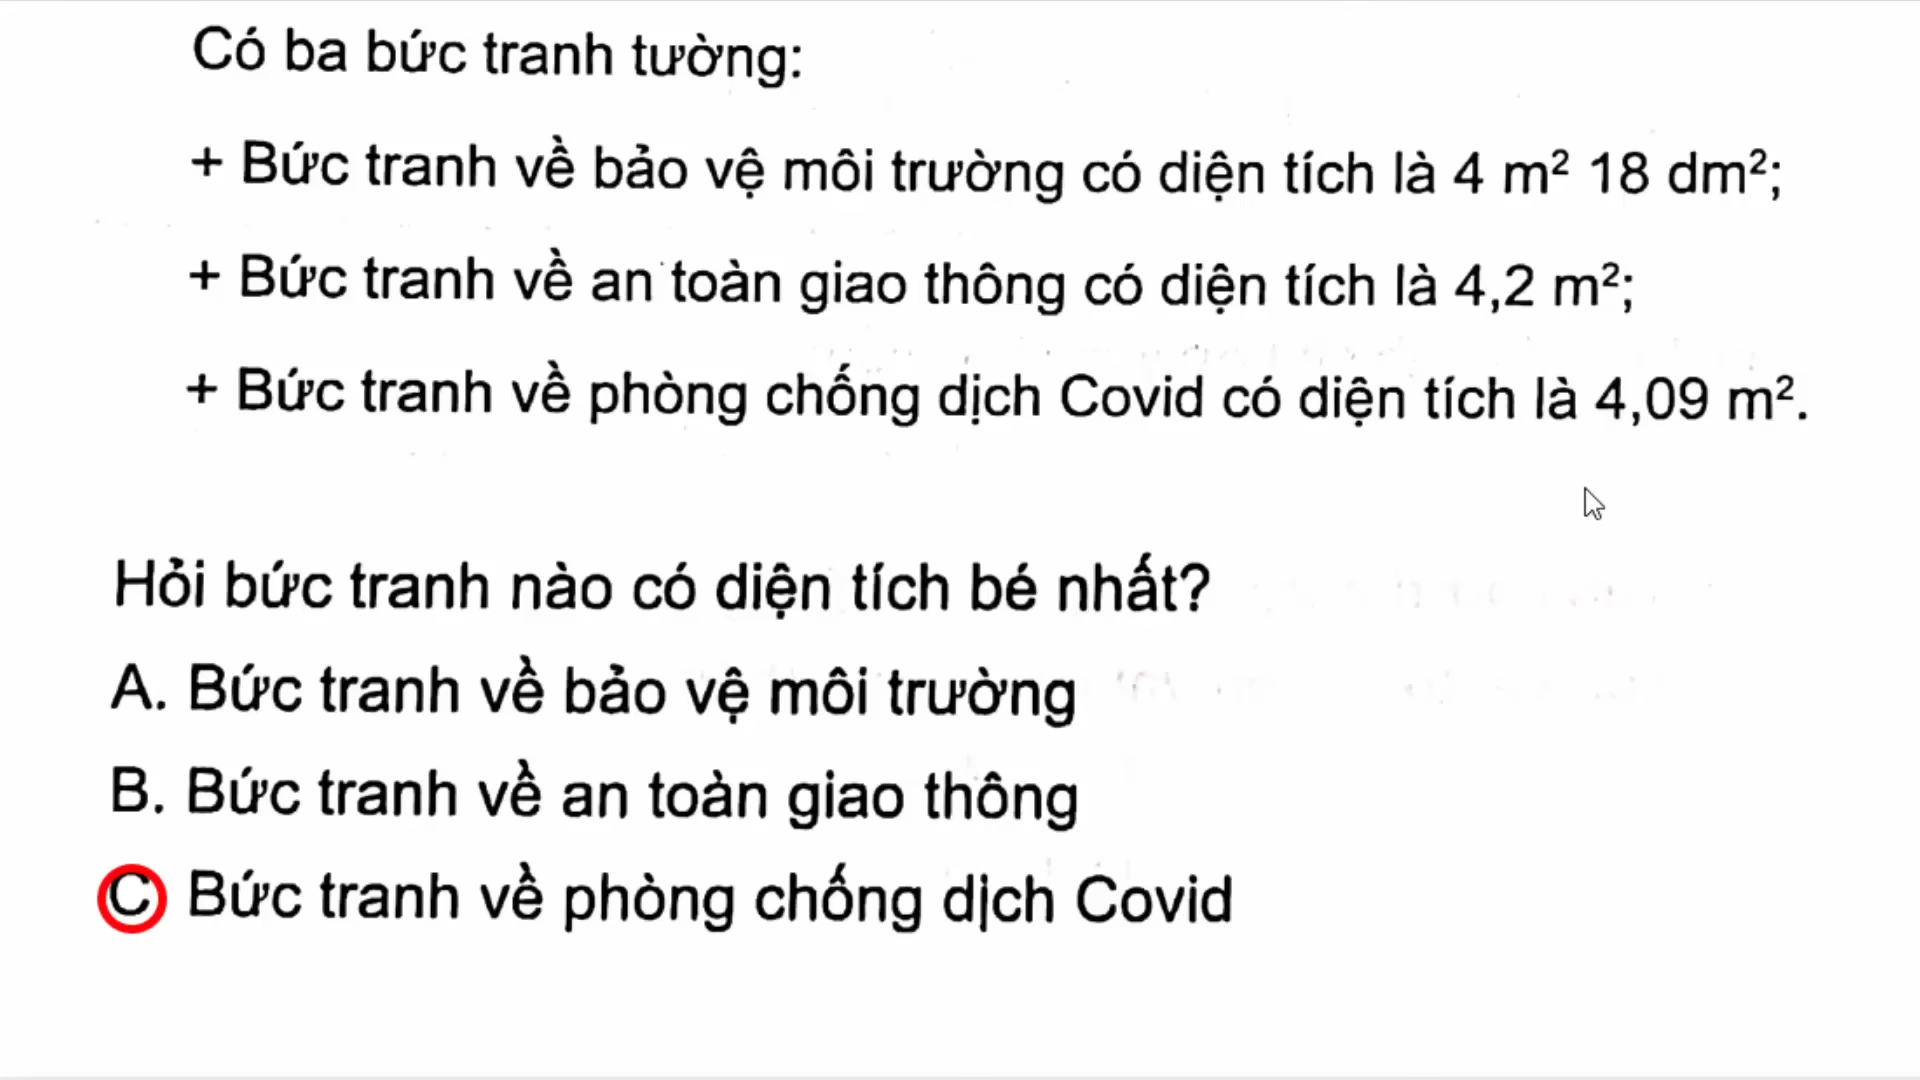 Có ba bức tranh tường:
+ Bức tranh về bảo vệ môi trường có diện tích là 4 m² 18 dm²;
+ Bức tranh về an toàn giao thông có diện tích là 4,2 m²;
+ Bức tranh về phòng chống dịch Covid có diện tích là 4,09 m².
Hỏi bức tranh nào có diện tích bé nhất?
A. Bức tranh về bảo vệ môi trường
B. Bức tranh về an toàn giao thông
C Bức tranh về phòng chống dịch Covid